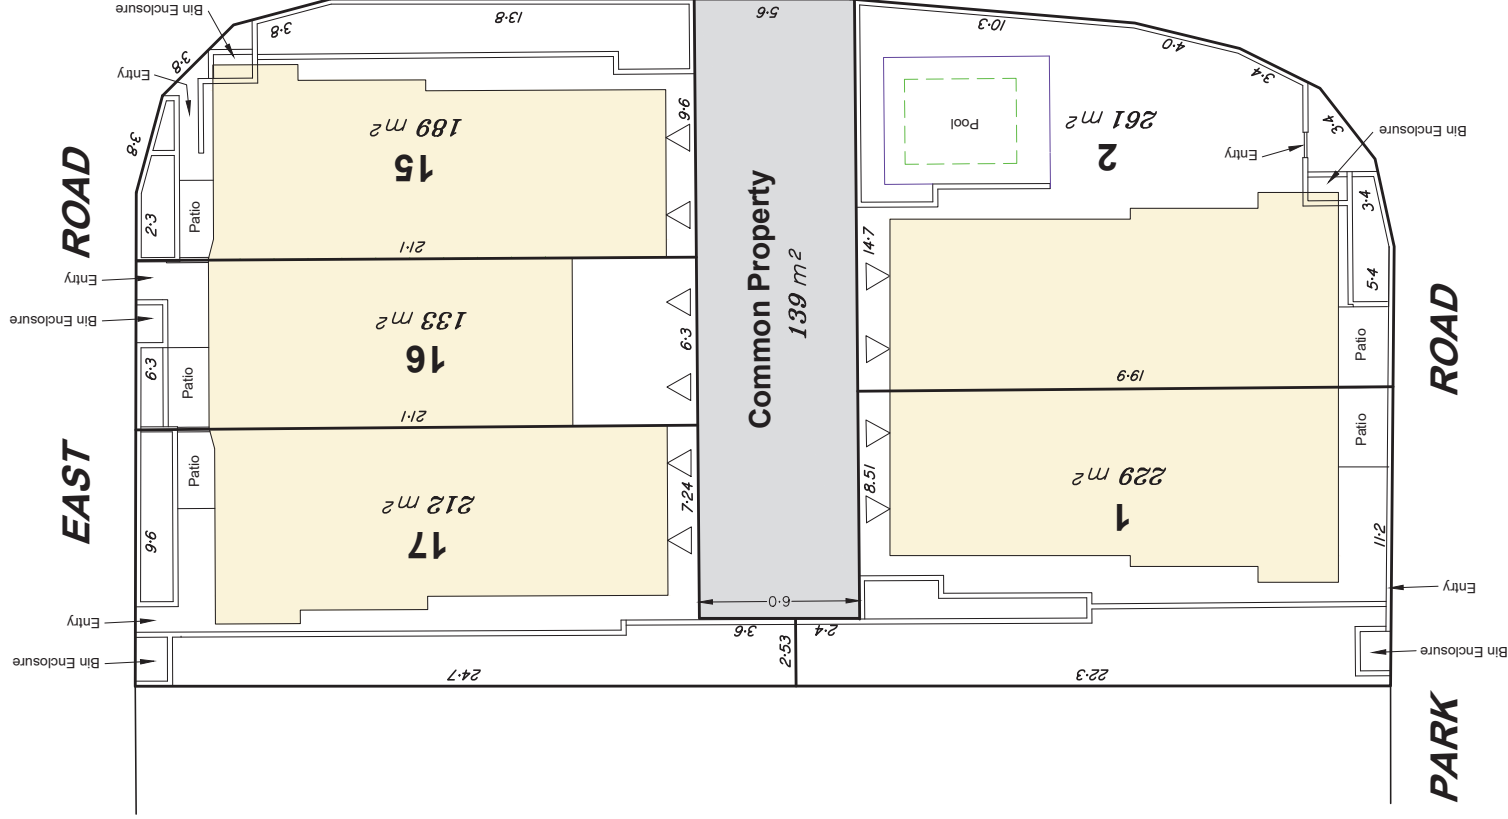 Bin Enclosure
3·8
13·8
5·6
10·3
4·0
3·4
3·8
Entry
3·4
Bin Enclosure
3·8
9·6
189 m²
15
Pool
261 m²
2
Entry
ROAD
2·3
Patio
21·1
Common Property
139 m²
14·7
3·4
5·4
Entry
Bin Enclosure
6·3
Patio
133 m²
16
21·1
6·3
19·9
Patio
ROAD
EAST
9·6
Patio
212 m²
17
7·24
8.51
229 m²
1
Patio
11·2
Entry
Entry
6·0
3·6
2·4
2·53
Bin Enclosure
24·7
22·3
Bin Enclosure
PARK